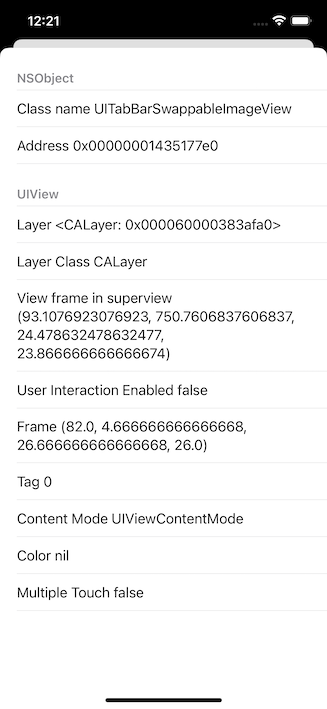 12:21
NSObject
Class name UITabBarSwappableImageView
Address 0x00000001435177e0
UIView
Layer <CALayer: 0x000060000383afa0>
Layer Class CALayer
View frame in superview
(93.1076923076923, 750.7606837606837,
24.478632478632477,
23.866666666666674)
User Interaction Enabled false
Frame (82.0, 4.666666666666668,
26.666666666666668, 26.0)
Tag 0
Content Mode UIViewContentMode
Color nil
Multiple Touch false